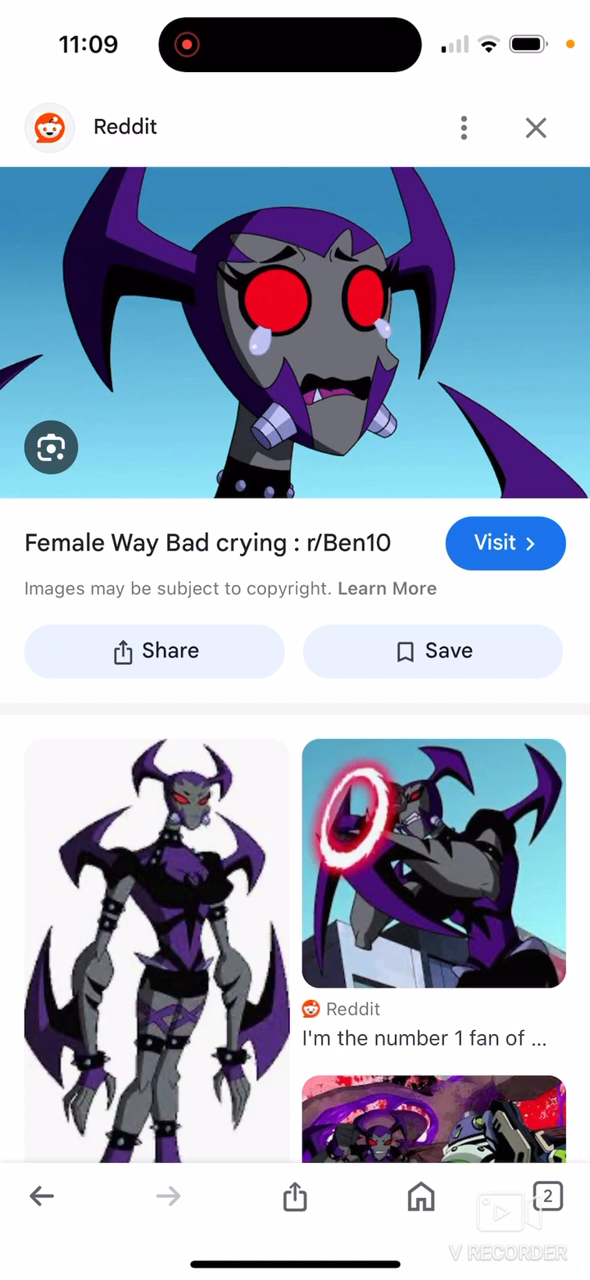 11:09
Reddit
Female Way Bad crying : r/Ben10
Visit
Images may be subject to copyright. Learn More
Share
Save
Reddit
I'm the number 1 fan of ...
2
V RECORDER